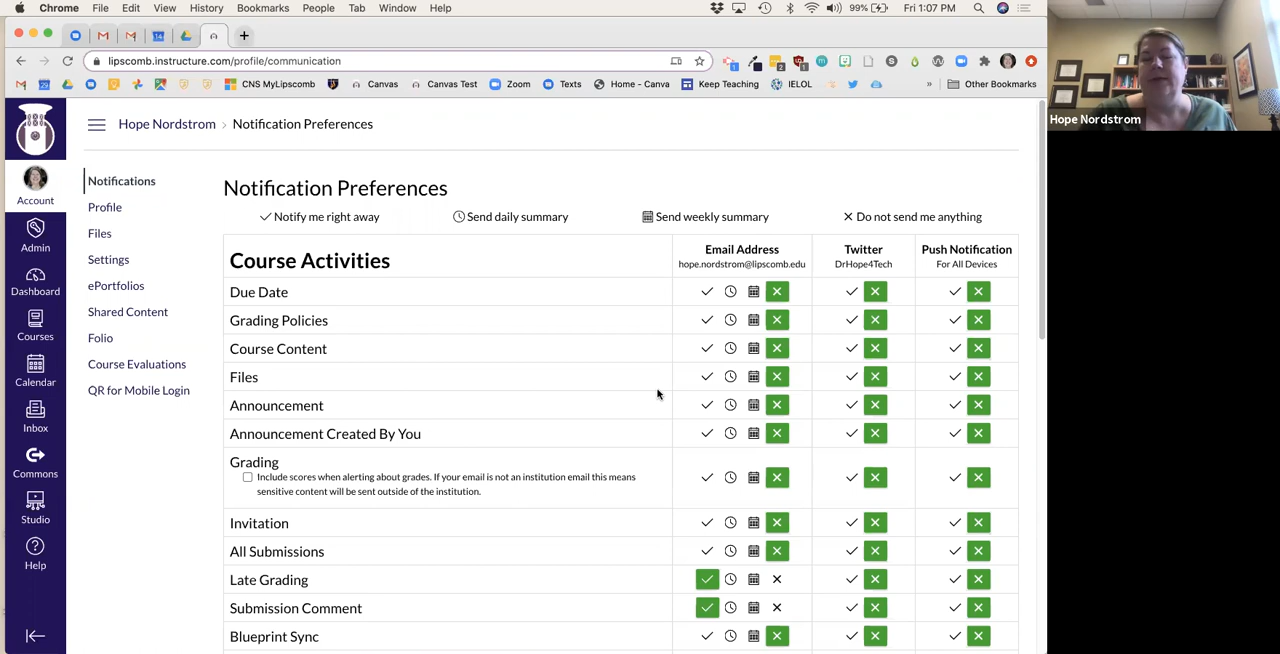 Chrome File Edit View History Bookmarks People Tab Window Help 99% Fri 1:07 PM
lipscomb.instructure.com/profile/communication
CNS MyLipscomb Canvas Canvas Test Zoom Texts Home - Canva Keep Teaching IELOL » Other Bookmarks
Hope Nordstrom
Hope Nordstrom > Notification Preferences
Account
Admin
Dashboard
Courses
Calendar
Inbox
Commons
Studio
Help
Notifications
Profile
Files
Settings
ePortfolios
Shared Content
Folio
Course Evaluations
QR for Mobile Login
Notification Preferences
Notify me right away Send daily summary Send weekly summary Do not send me anything
Course Activities
Email Address Twitter Push Notification
hope.nordstrom@lipscomb.edu DrHope4Tech For All Devices
Due Date
Grading Policies
Course Content
Files
Announcement
Announcement Created By You
Grading
Include scores when alerting about grades. If your email is not an institution email this means
sensitive content will be sent outside of the institution.
Invitation
All Submissions
Late Grading
Submission Comment
Blueprint Sync